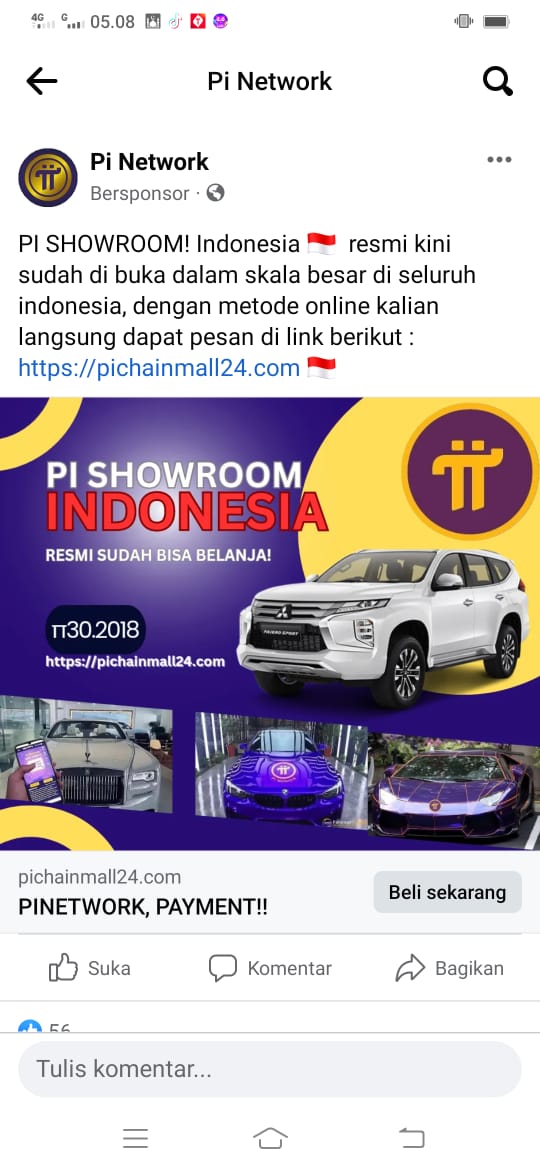 4G G 05.08
Pi Network
Pi Network
Bersponsor ·
PI SHOWROOM! Indonesia 🇮🇩 resmi kini
sudah di buka dalam skala besar di seluruh
indonesia, dengan metode online kalian
langsung dapat pesan di link berikut :
https://pichainmall24.com 🇮🇩
PI SHOWROOM
INDONESIA
RESMI SUDAH BISA BELANJA!
π30.2018
https://pichainmall24.com
PAJERO SPORT
pichainmall24.com
PINETWORK, PAYMENT!!
Beli sekarang
Suka
Komentar
Bagikan
56
Tulis komentar...